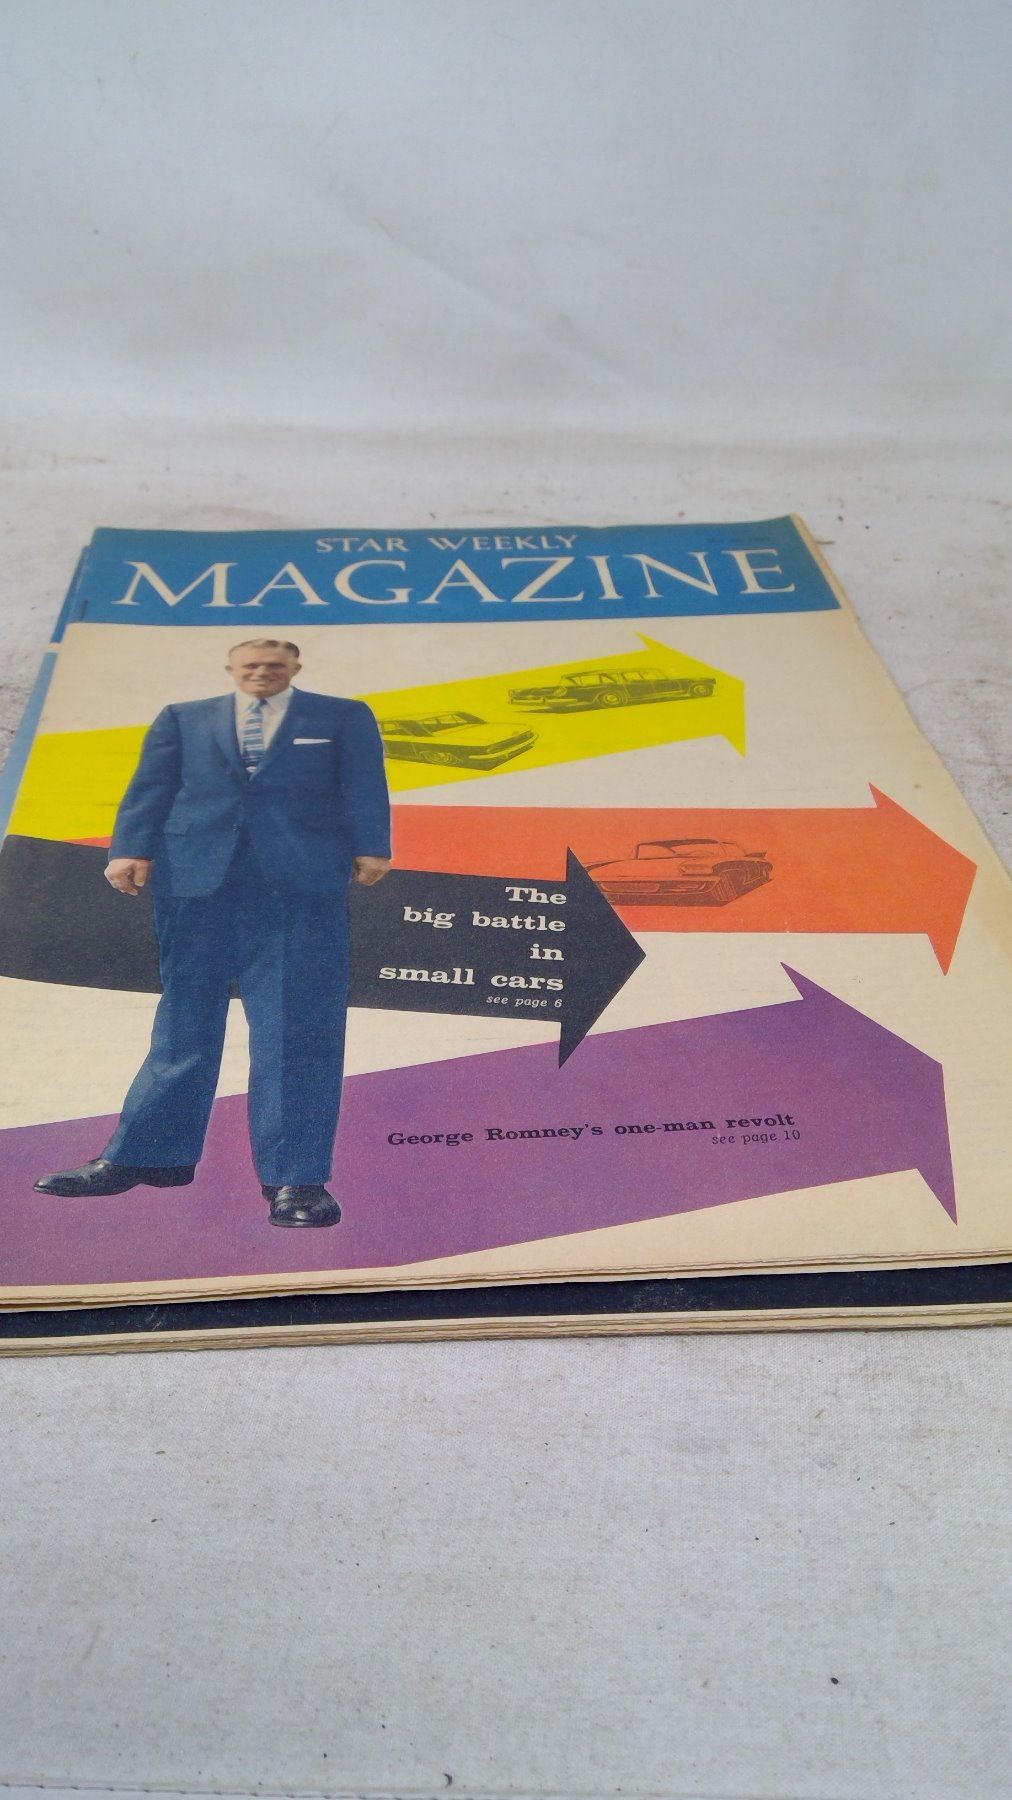 STAR WEEKLY
MAGAZINE
The
big battle
in
small cars
see page 6
George Romney's one-man revolt
see page 10